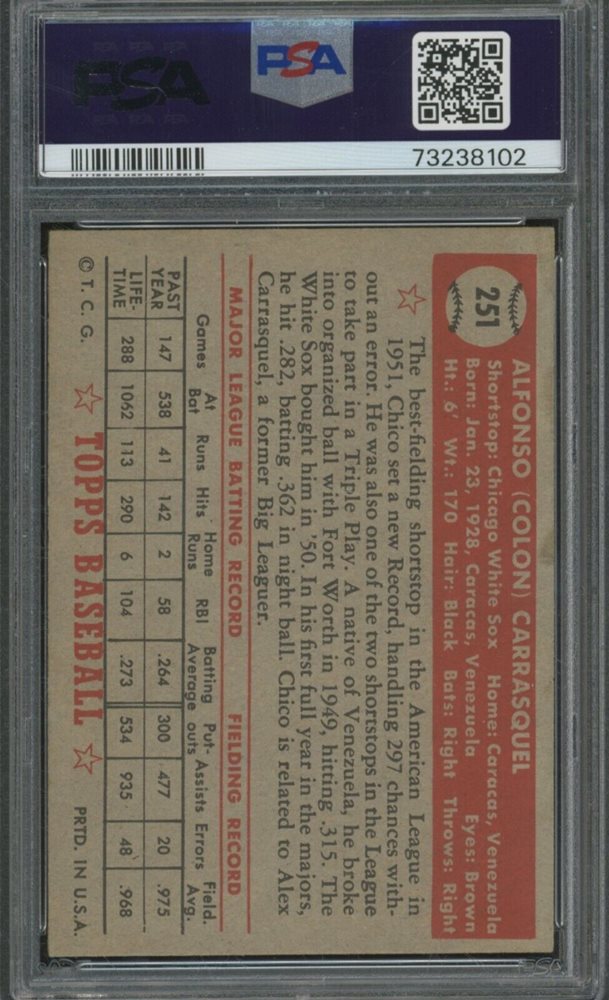 PSA
PSA
73238102
251
ALFONSO (COLON) CARRASQUEL
Shortstop: Chicago White Sox Home: Caracas, Venezuela
Born: Jan. 23, 1928, Caracas, Venezuela Eyes: Brown
Ht.: 6' Wt.: 170 Hair: Black Bats: Right Throws: Right
The best-fielding shortstop in the American League in
1951, Chico set a new Record, handling 297 chances with-
out an error. He was also one of the two shortstops in the League
to take part in a Triple Play. A native of Venezuela, he broke
into organized ball with Fort Worth in 1949, hitting .315. The
White Sox bought him in '50. In his first full year in the majors,
he hit .282, batting .362 in night ball. Chico is related to Alex
Carrasquel, a former Big Leaguer.
MAJOR LEAGUE BATTING RECORD FIELDING RECORD
Games At Bat Runs Hits Home Runs RBI Batting Average Put-outs Assists Errors Field. Avg.
PAST YEAR 147 538 41 142 2 58 .264 300 477 20 .975
LIFE-TIME 288 1062 113 290 6 104 .273 534 935 48 .968
© T. C. G. TOPPS BASEBALL PRTD. IN U.S.A.